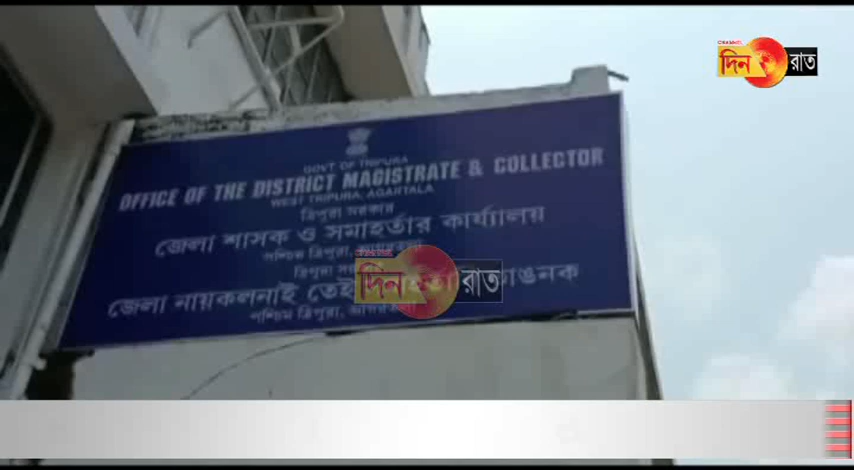 CHANNEL
দিন রাত
GOVT OF TRIPURA
OFFICE OF THE DISTRICT MAGISTRATE & COLLECTOR
WEST TRIPURA, AGARTALA
ত্রিপুরা সরকার
জেলা শাসক ও সমাহর্তার কার্য্যালয়
পশ্চিম ত্রিপুরা,
ত্রিপুরা
জেলা নায়কলনাই
পশ্চিম ত্রিপুরা, আগরতলা
দিন রাত